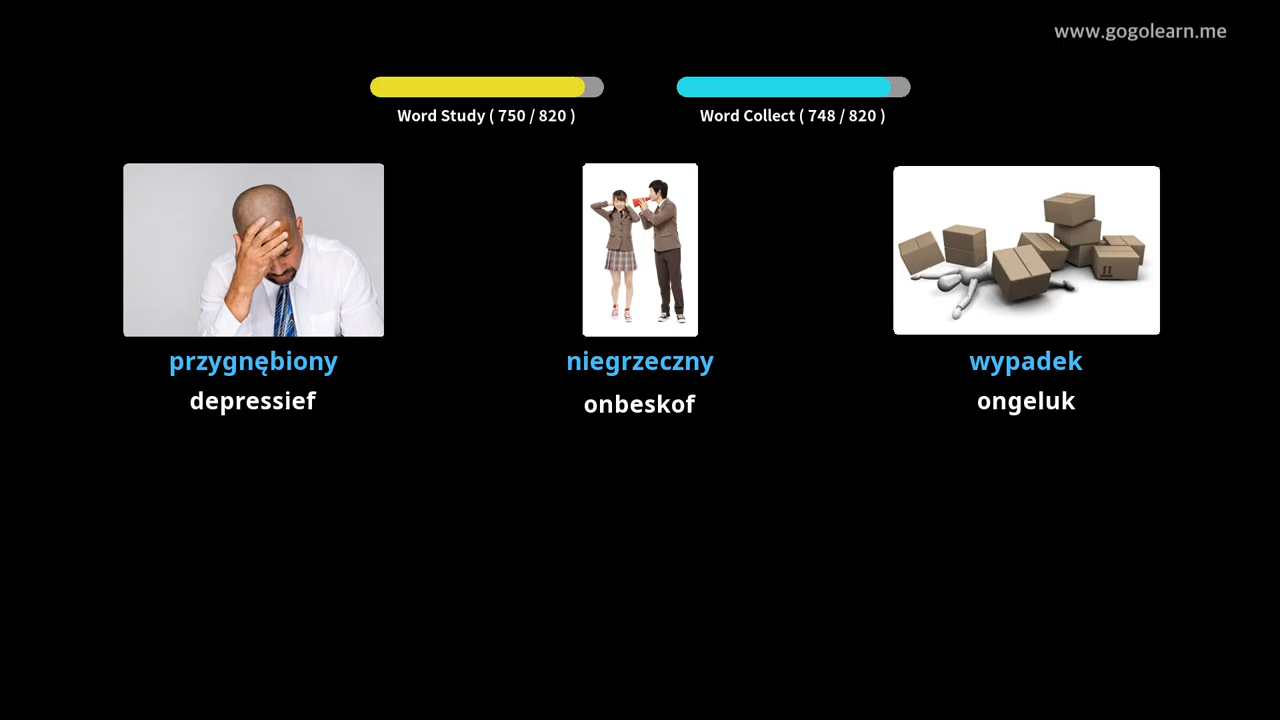 www.gogolearn.me
Word Study ( 750 / 820 )
Word Collect ( 748 / 820 )
przygnębiony
niegrzeczny
wypadek
depressief
onbeskof
ongeluk